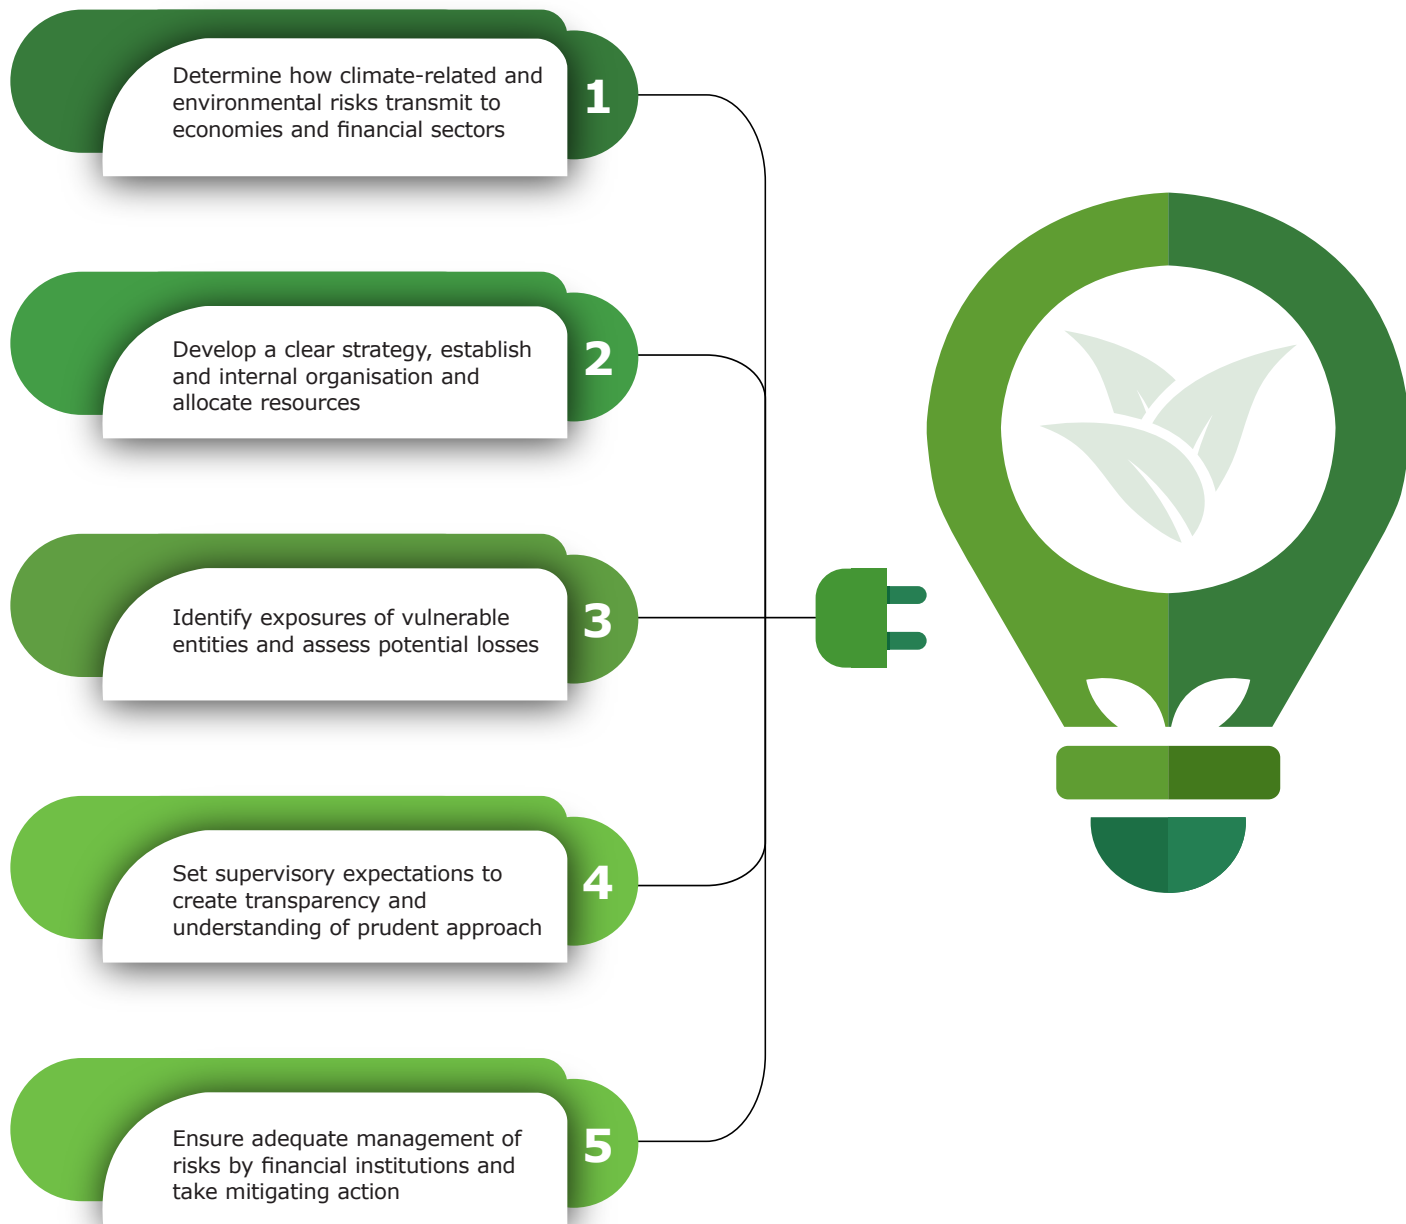 Determine how climate-related and
environmental risks transmit to
economies and financial sectors
1
Develop a clear strategy, establish
and internal organisation and
allocate resources
2
Identify exposures of vulnerable
entities and assess potential losses
3
Set supervisory expectations to
create transparency and
understanding of prudent approach
4
Ensure adequate management of
risks by financial institutions and
take mitigating action
5